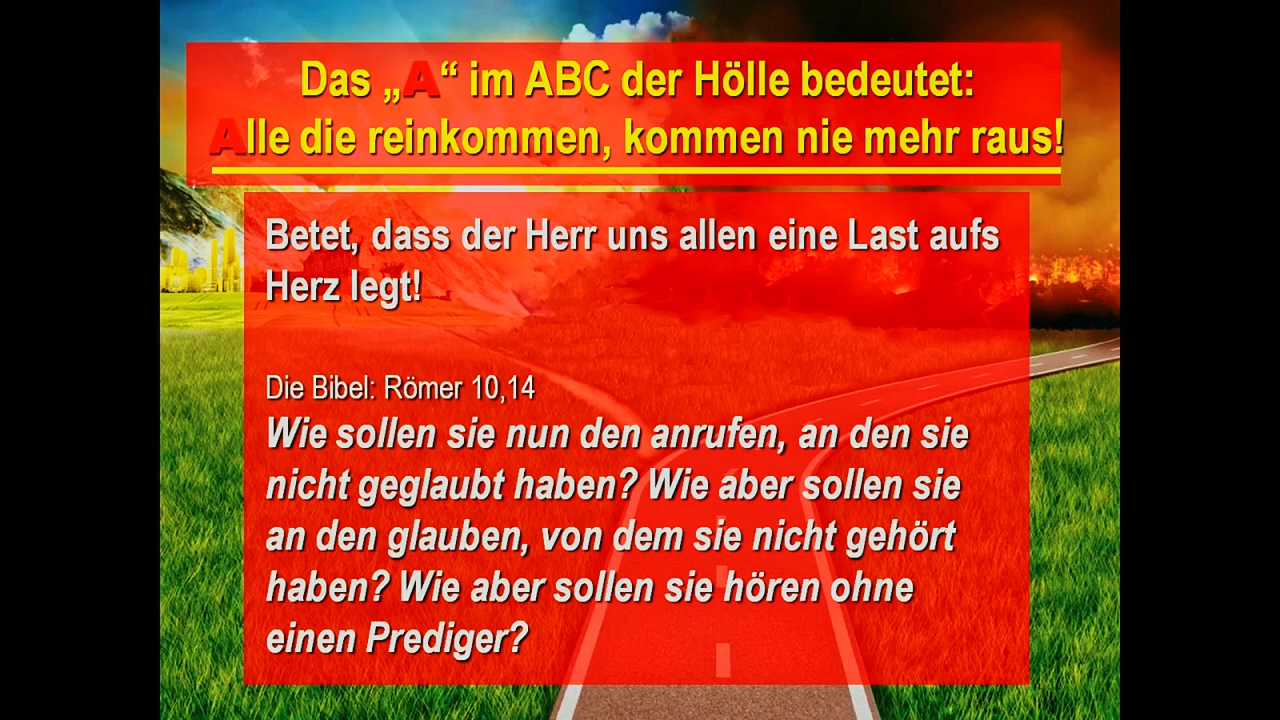 Das „A“ im ABC der Hölle bedeutet:
Alle die reinkommen, kommen nie mehr raus!
Betet, dass der Herr uns allen eine Last aufs
Herz legt!
Die Bibel: Römer 10,14
Wie sollen sie nun den anrufen, an den sie
nicht geglaubt haben? Wie aber sollen sie
an den glauben, von dem sie nicht gehört
haben? Wie aber sollen sie hören ohne
einen Prediger?